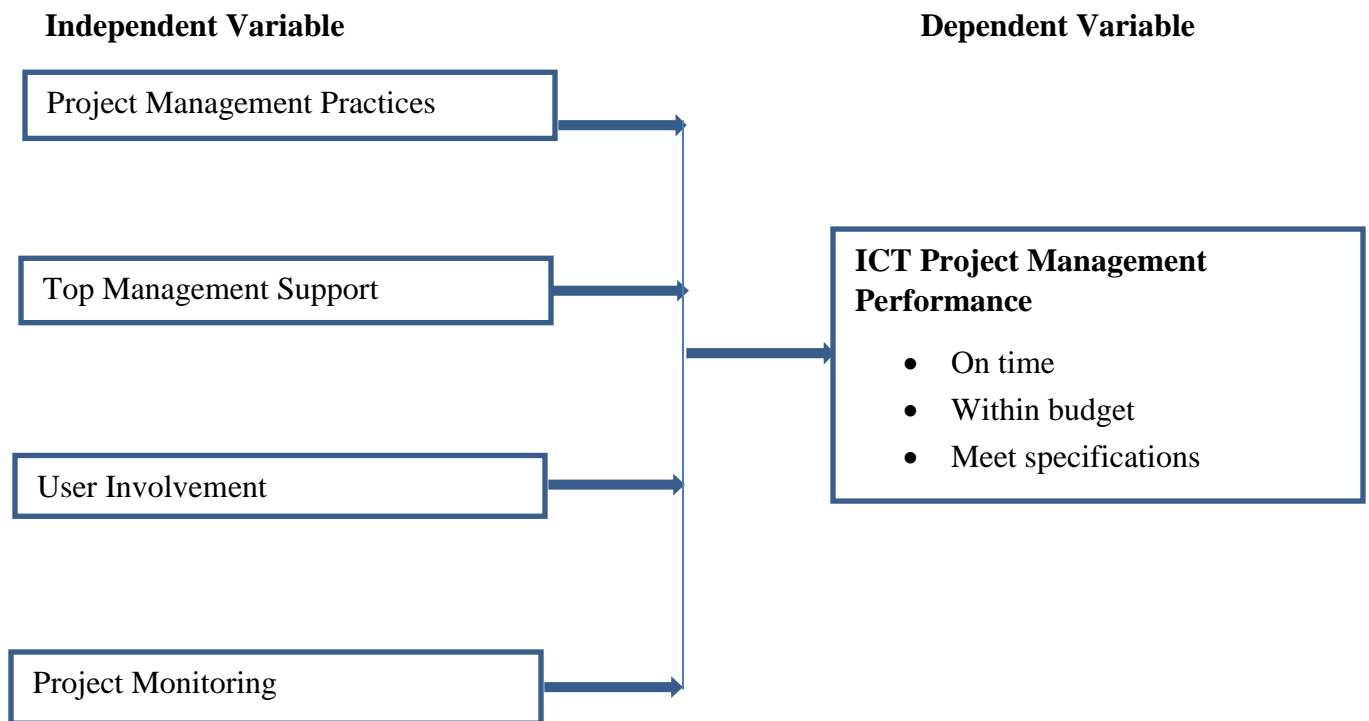 Independent Variable
Dependent Variable
Project Management Practices
Top Management Support
User Involvement
Project Monitoring
ICT Project Management
Performance
• On time
• Within budget
• Meet specifications